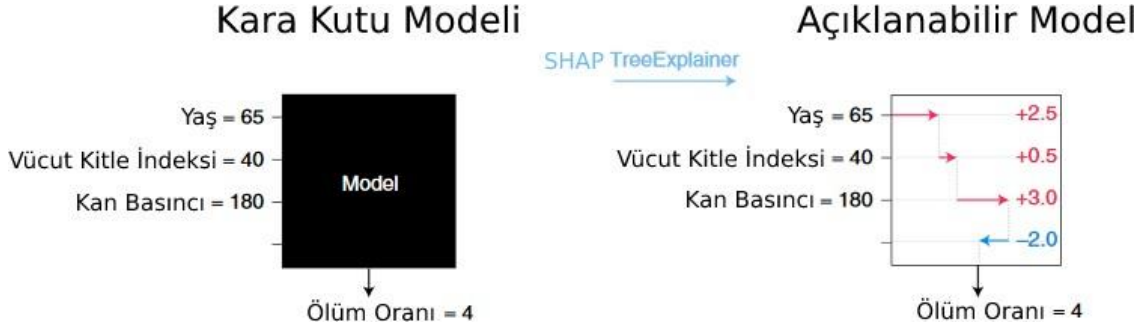 Kara Kutu Modeli
Açıklanabilir Model
SHAP TreeExplainer
Yaş = 65
Vücut Kitle İndeksi = 40
Kan Basıncı = 180
Model
Ölüm Oranı = 4
Yaş = 65
+2.5
Vücut Kitle İndeksi = 40
+0.5
Kan Basıncı = 180
+3.0
−2.0
Ölüm Oranı = 4